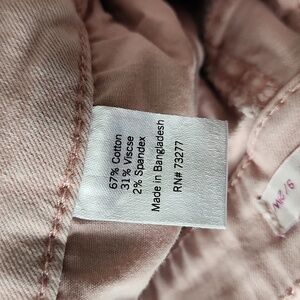 67% Cotton
31% Viscse
2% Spandex
Made in Bangladesh
RN# 73277